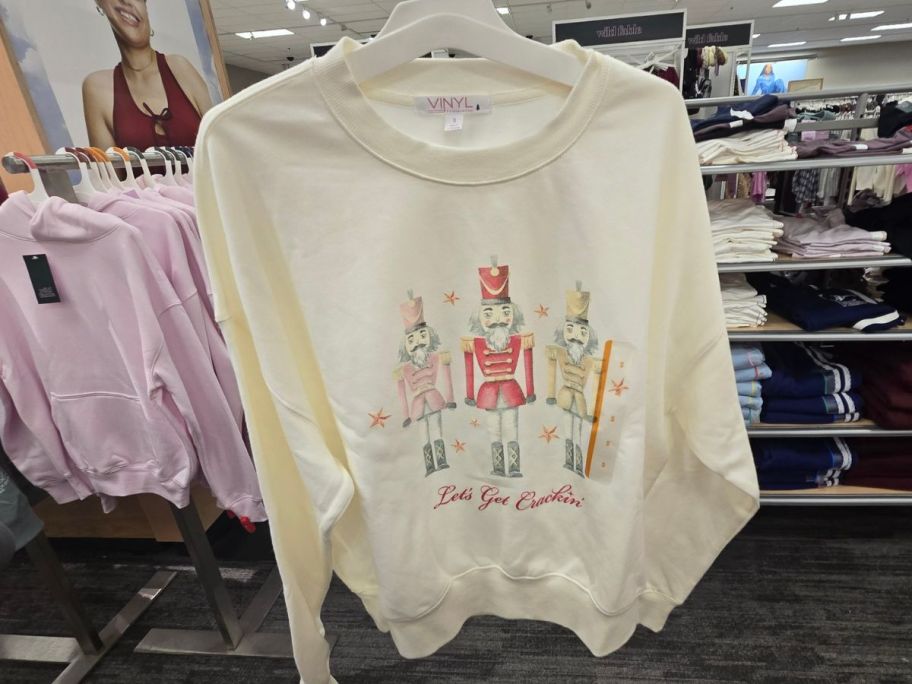 wild fable
wild fable
VINYL
S
Let's Get Crackin'